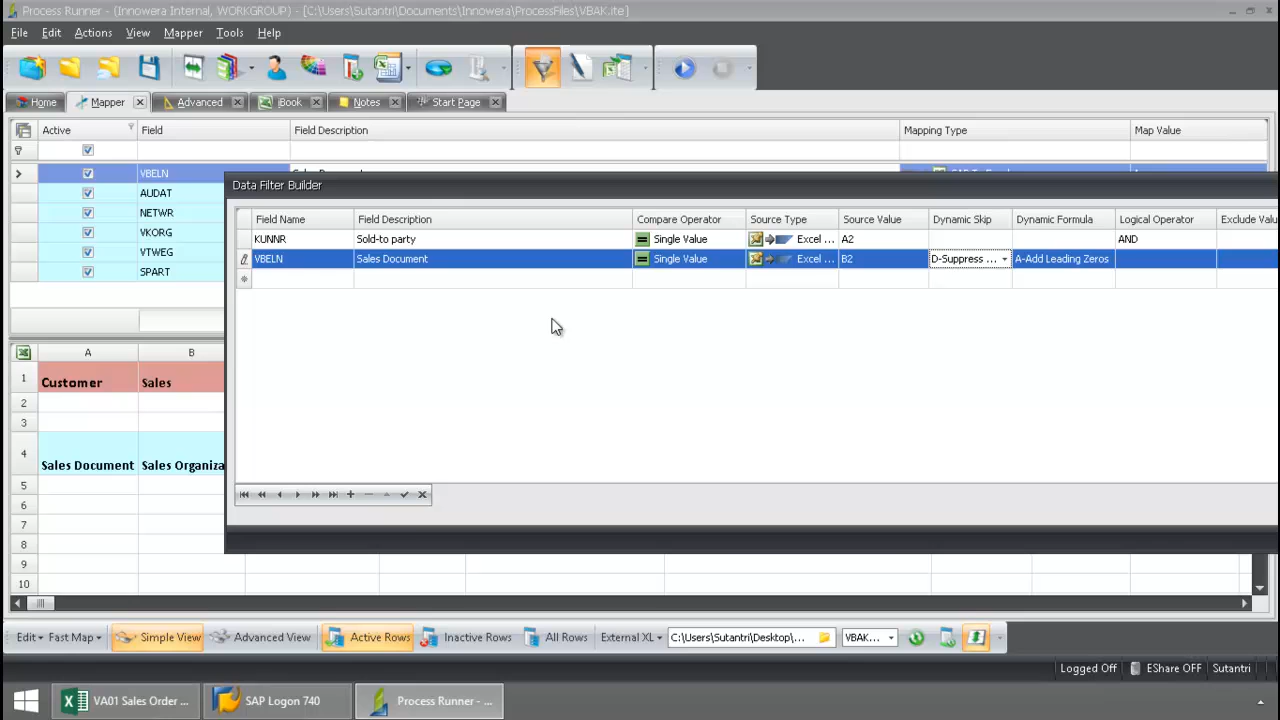 Process Runner - (Innowera Internal, WORKGROUP) - [C:\Users\Sutantri\Documents\Innowera\ProcessFiles\VBAK.ite]
File Edit Actions View Mapper Tools Help
Home Mapper Advanced iBook Notes Start Page
Active Field Field Description Mapping Type Map Value
VBELN
AUDAT
NETWR
VKORG
VTWEG
SPART
Data Filter Builder
Field Name Field Description Compare Operator Source Type Source Value Dynamic Skip Dynamic Formula Logical Operator Exclude Valu
KUNNR Sold-to party Single Value Excel ... A2 AND
VBELN Sales Document Single Value Excel ... B2 D-Suppress ... A-Add Leading Zeros
A B
1 Customer Sales
2
3
4 Sales Document Sales Organiza
5
6
7
8
9
10
Edit Fast Map Simple View Advanced View Active Rows Inactive Rows All Rows External XL C:\Users\Sutantri\Desktop\... VBAK...
Logged Off EShare OFF Sutantri
VA01 Sales Order ... SAP Logon 740 Process Runner - ...